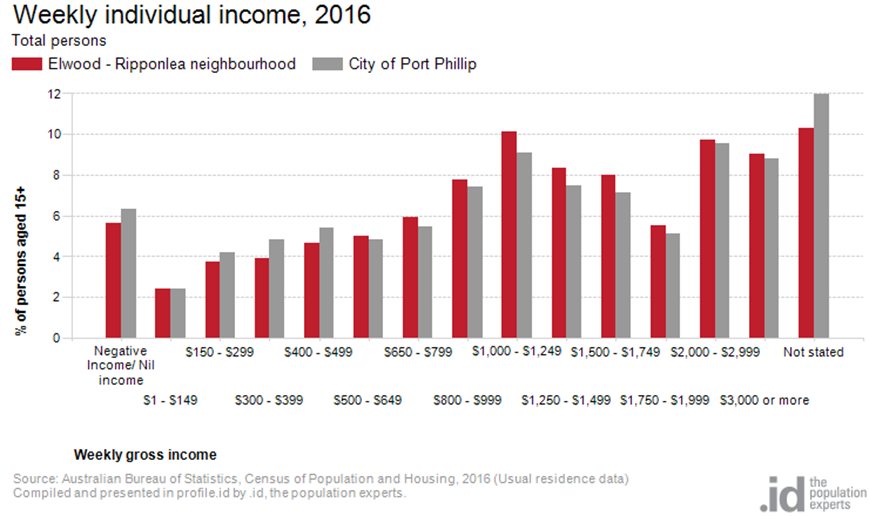 Weekly individual income, 2016
Total persons
Elwood - Ripponlea neighbourhood
City of Port Phillip
% of persons aged 15+
12
10
8
6
4
2
0
Negative
Income/ Nil
income
$1 - $149
$150 - $299
$300 - $399
$400 - $499
$500 - $649
$650 - $799
$800 - $999
$1,000 - $1,249
$1,250 - $1,499
$1,500 - $1,749
$1,750 - $1,999
$2,000 - $2,999
$3,000 or more
Not stated
Weekly gross income
Source: Australian Bureau of Statistics, Census of Population and Housing, 2016 (Usual residence data)
Compiled and presented in profile.id by .id, the population experts.
.id
the
population
experts